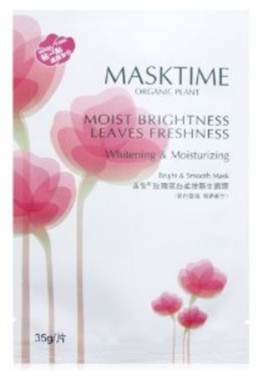 MASKTIME
ORGANIC PLANT
MOIST BRIGHTNESS
LEAVES FRESHNESS
Whitening & Moisturizing
Bright & Smooth Mask
35g/片